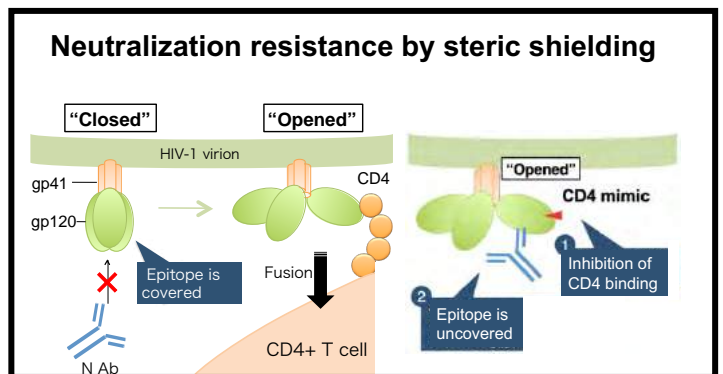 Neutralization resistance by steric shielding
“Closed”
“Opened”
HIV-1 virion
gp41
gp120
CD4
Epitope is
covered
Fusion
N Ab
CD4+ T cell
“Opened”
CD4 mimic
1
Inhibition of
CD4 binding
2
Epitope is
uncovered